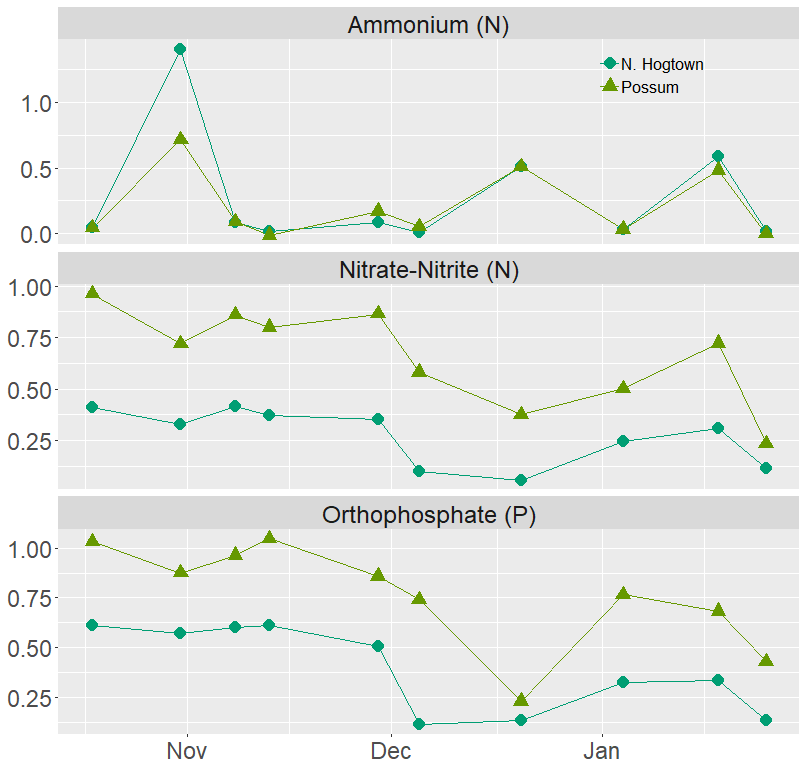 Ammonium (N)
N. Hogtown
Possum
1.0
0.5
0.0
Nitrate-Nitrite (N)
1.00
0.75
0.50
0.25
Orthophosphate (P)
1.00
0.75
0.50
0.25
Nov Dec Jan